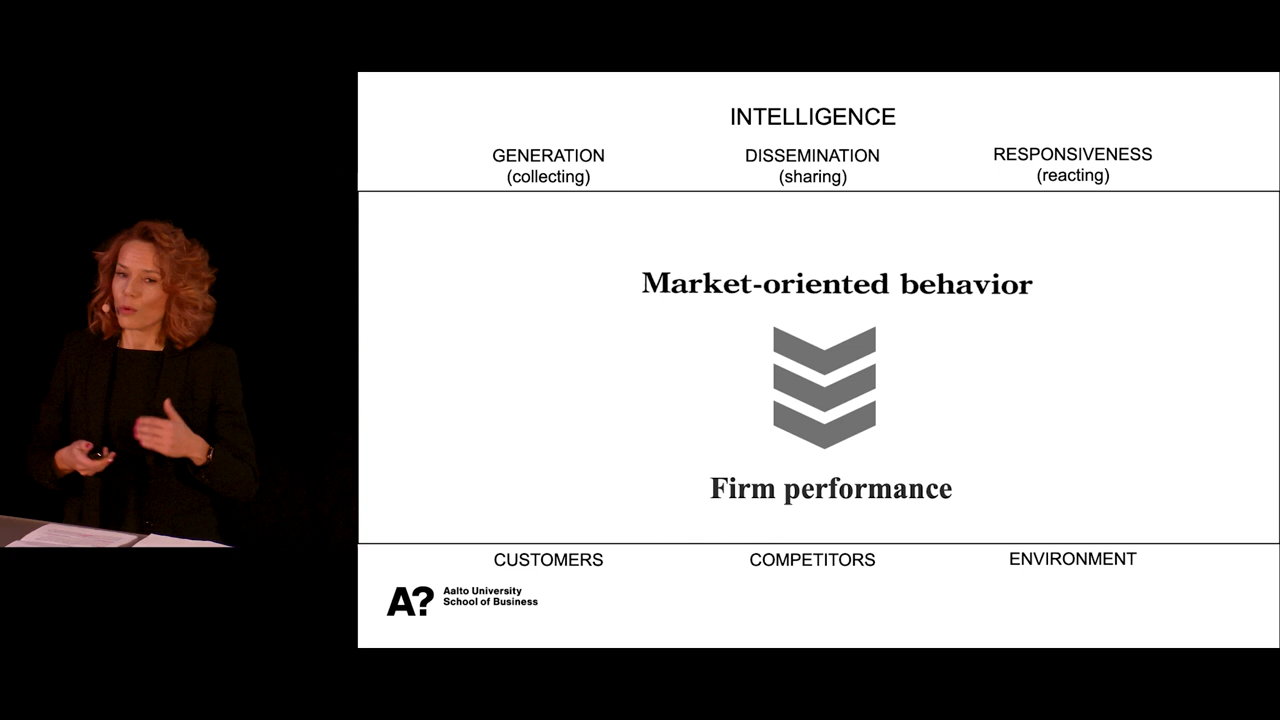 INTELLIGENCE
GENERATION
(collecting)
DISSEMINATION
(sharing)
RESPONSIVENESS
(reacting)
Market-oriented behavior
Firm performance
CUSTOMERS
COMPETITORS
ENVIRONMENT
A?
Aalto University
School of Business